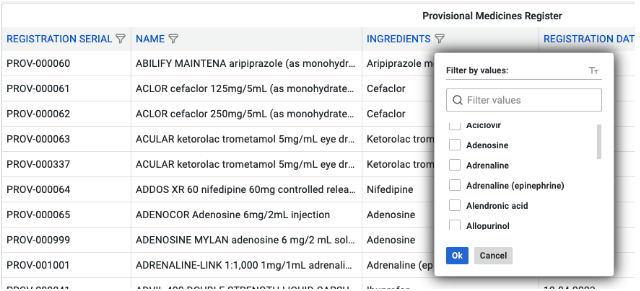 Provisional Medicines Register
REGISTRATION SERIAL NAME INGREDIENTS REGISTRATION DAT
PROV-000060 ABILIFY MAINTENA aripiprazole (as monohydr... Aripiprazole m
PROV-000061 ACLOR cefaclor 125mg/5mL (as monohydrate... Cefaclor
PROV-000062 ACLOR cefaclor 250mg/5mL (as monohydrate... Cefaclor
PROV-000063 ACULAR ketorolac trometamol 5mg/mL eye dr... Ketorolac trom
PROV-000337 ACULAR ketorolac trometamol 5mg/mL eye dr... Ketorolac trom
PROV-000064 ADDOS XR 60 nifedipine 60mg controlled relea... Nifedipine
PROV-000065 ADENOCOR Adenosine 6mg/2mL injection Adenosine
PROV-000999 ADENOSINE MYLAN adenosine 6 mg/2 mL sol... Adenosine
PROV-001001 ADRENALINE-LINK 1:1,000 1mg/1mL adrenali... Adrenaline (ep
Filter by values: Tт
Filter values
Aciclovir
Adenosine
Adrenaline
Adrenaline (epinephrine)
Alendronic acid
Allopurinol
Ok Cancel